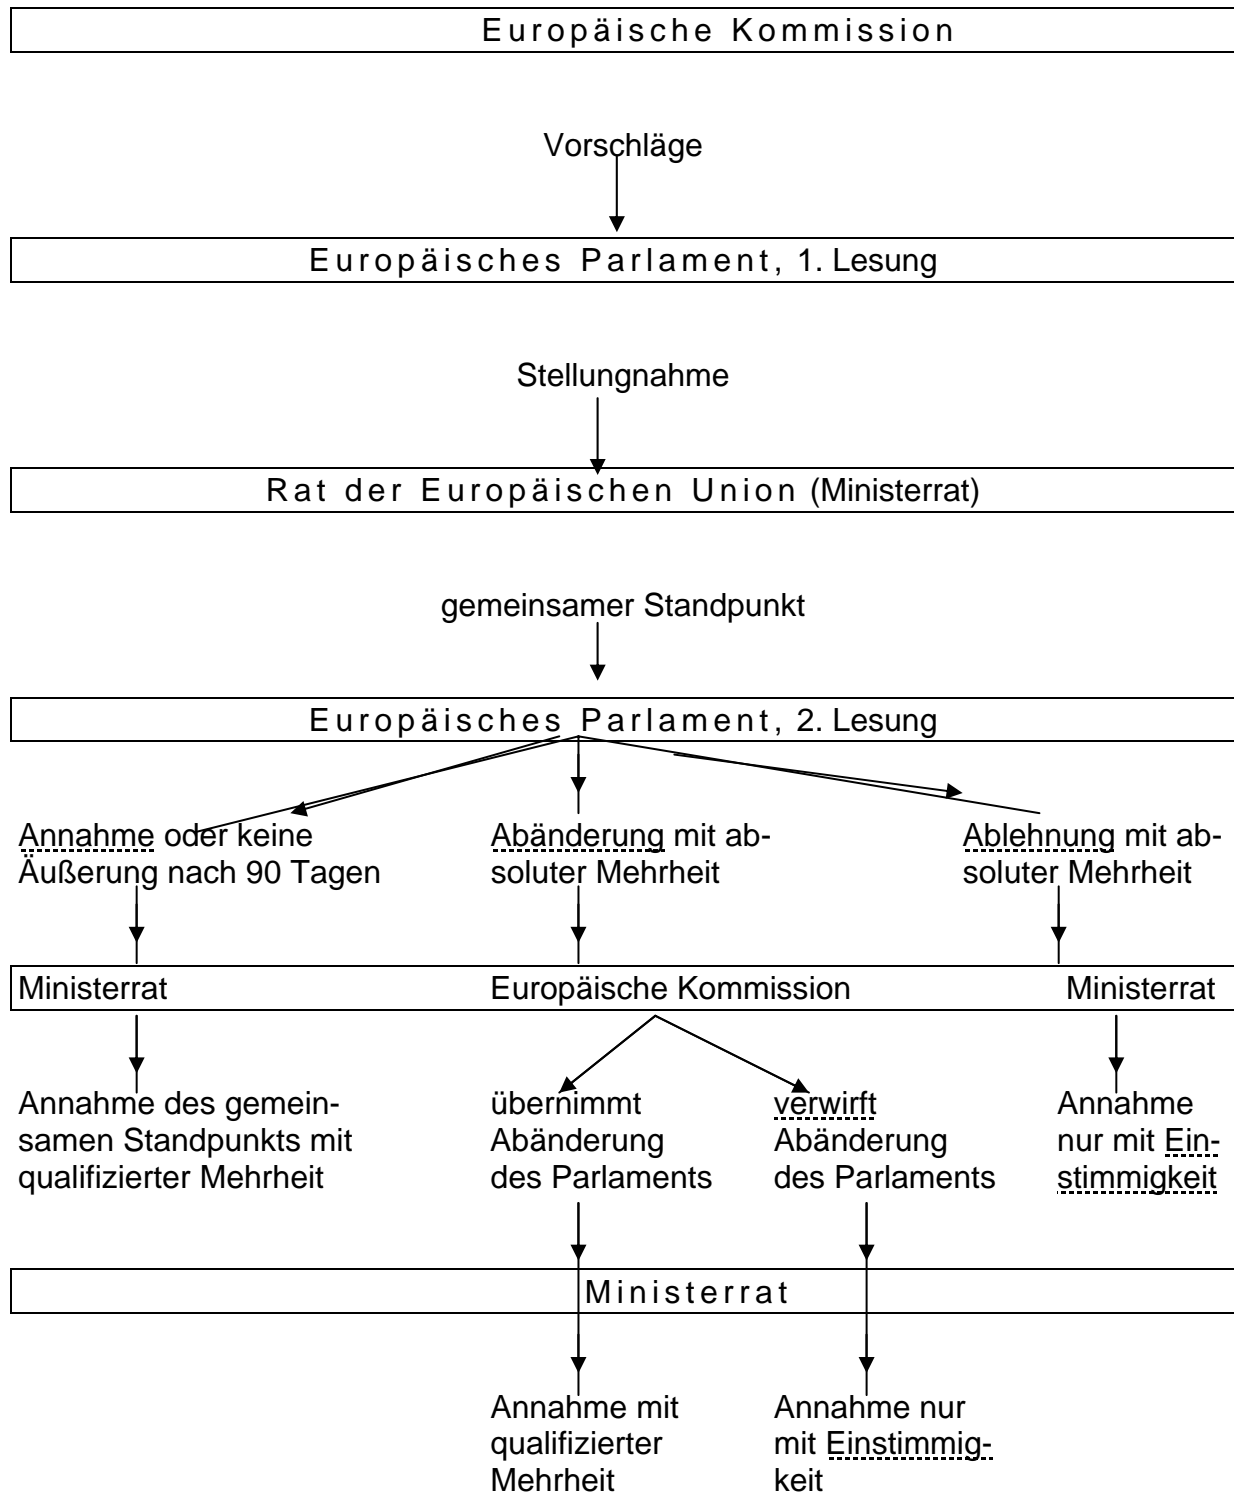 Europäische Kommission
Vorschläge
Europäisches Parlament, 1. Lesung
Stellungnahme
Rat der Europäischen Union (Ministerrat)
gemeinsamer Standpunkt
Europäisches Parlament, 2. Lesung
Annahme oder keine
Äußerung nach 90 Tagen
Abänderung mit ab-
soluter Mehrheit
Ablehnung mit ab-
soluter Mehrheit
Ministerrat
Europäische Kommission
Ministerrat
Annahme des gemein-
samen Standpunkts mit
qualifizierter Mehrheit
übernimmt
Abänderung
des Parlaments
verwirft
Abänderung
des Parlaments
Annahme
nur mit Ein-
stimmigkeit
Ministerrat
Annahme mit
qualifizierter
Mehrheit
Annahme nur
mit Einstimmig-
keit